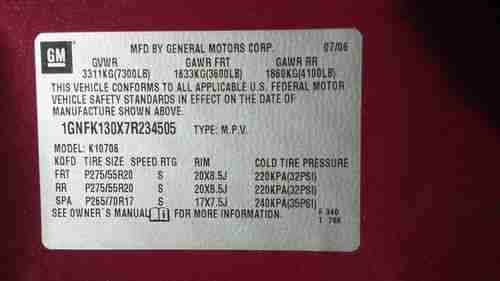 GM
MFD BY GENERAL MOTORS CORP. 07/06
GVWR GAWR FRT GAWR RR
3311KG(7300LB) 1633KG(3600LB) 1860KG(4100LB)
THIS VEHICLE CONFORMS TO ALL APPLICABLE U.S. FEDERAL MOTOR
VEHICLE SAFETY STANDARDS IN EFFECT ON THE DATE OF
MANUFACTURE SHOWN ABOVE.
1GNFK130X7R234505 TYPE: M.P.V.
MODEL: K10706
KQFD TIRE SIZE SPEED RTG RIM COLD TIRE PRESSURE
FRT P275/55R20 S 20X8.5J 220KPA(32PSI)
RR P275/55R20 S 20X8.5J 220KPA(32PSI)
SPA P265/70R17 S 17X7.5J 240KPA(35PSI)
SEE OWNER'S MANUAL FOR MORE INFORMATION.